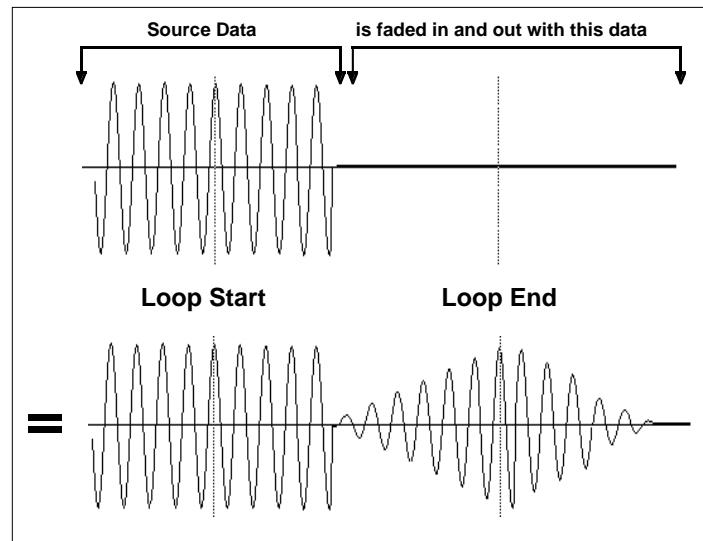 Source Data
is faded in and out with this data
Loop Start
Loop End
=